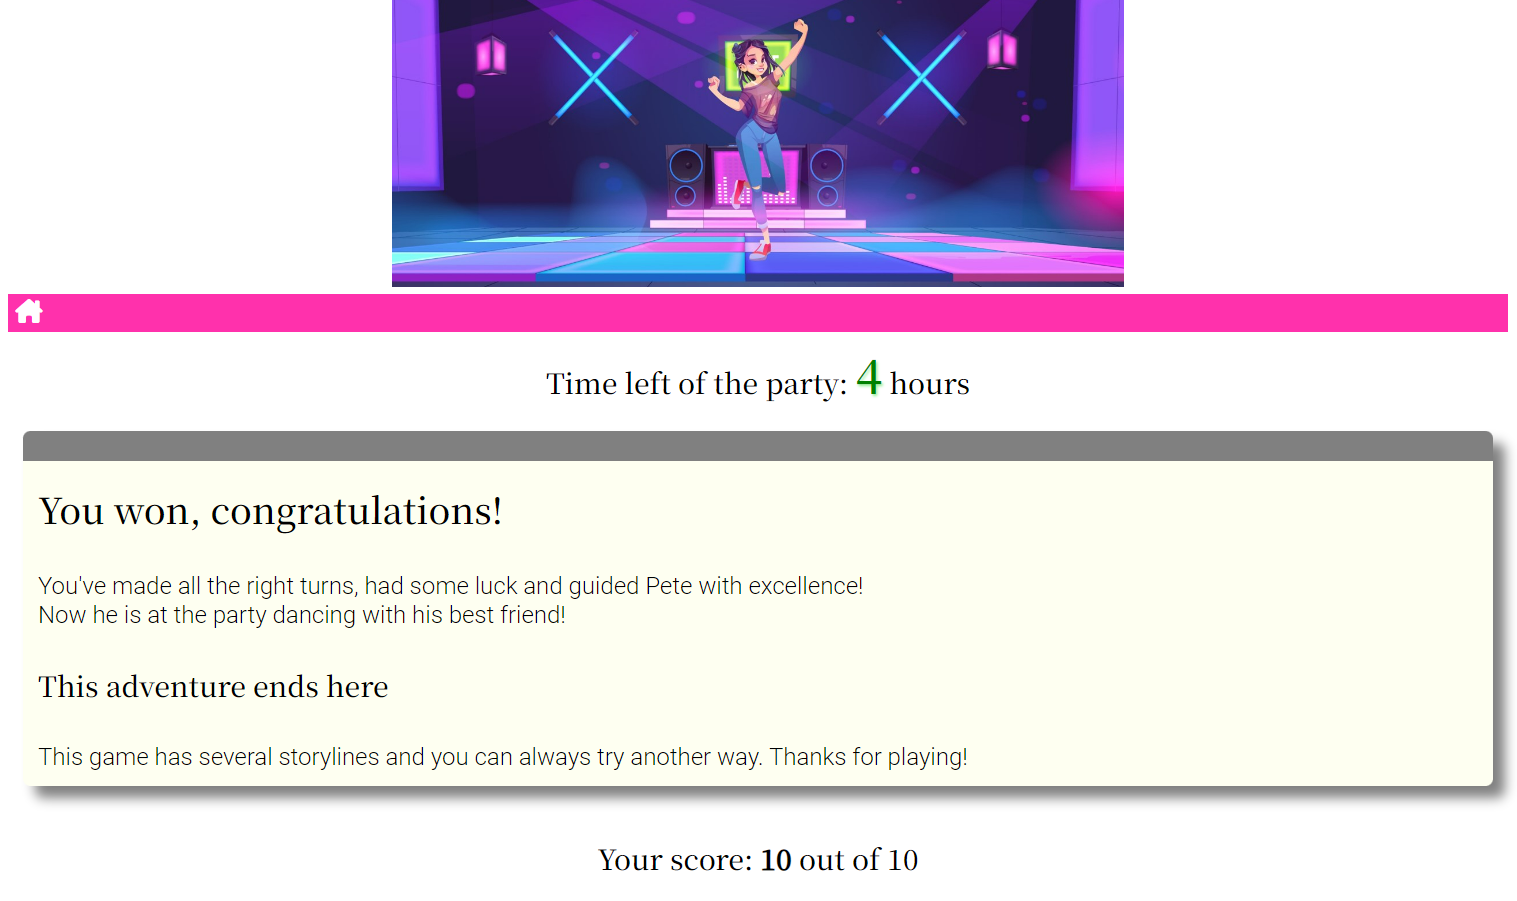 Time left of the party: 4 hours
You won, congratulations!
You've made all the right turns, had some luck and guided Pete with excellence!
Now he is at the party dancing with his best friend!
This adventure ends here
This game has several storylines and you can always try another way. Thanks for playing!
Your score: 10 out of 10